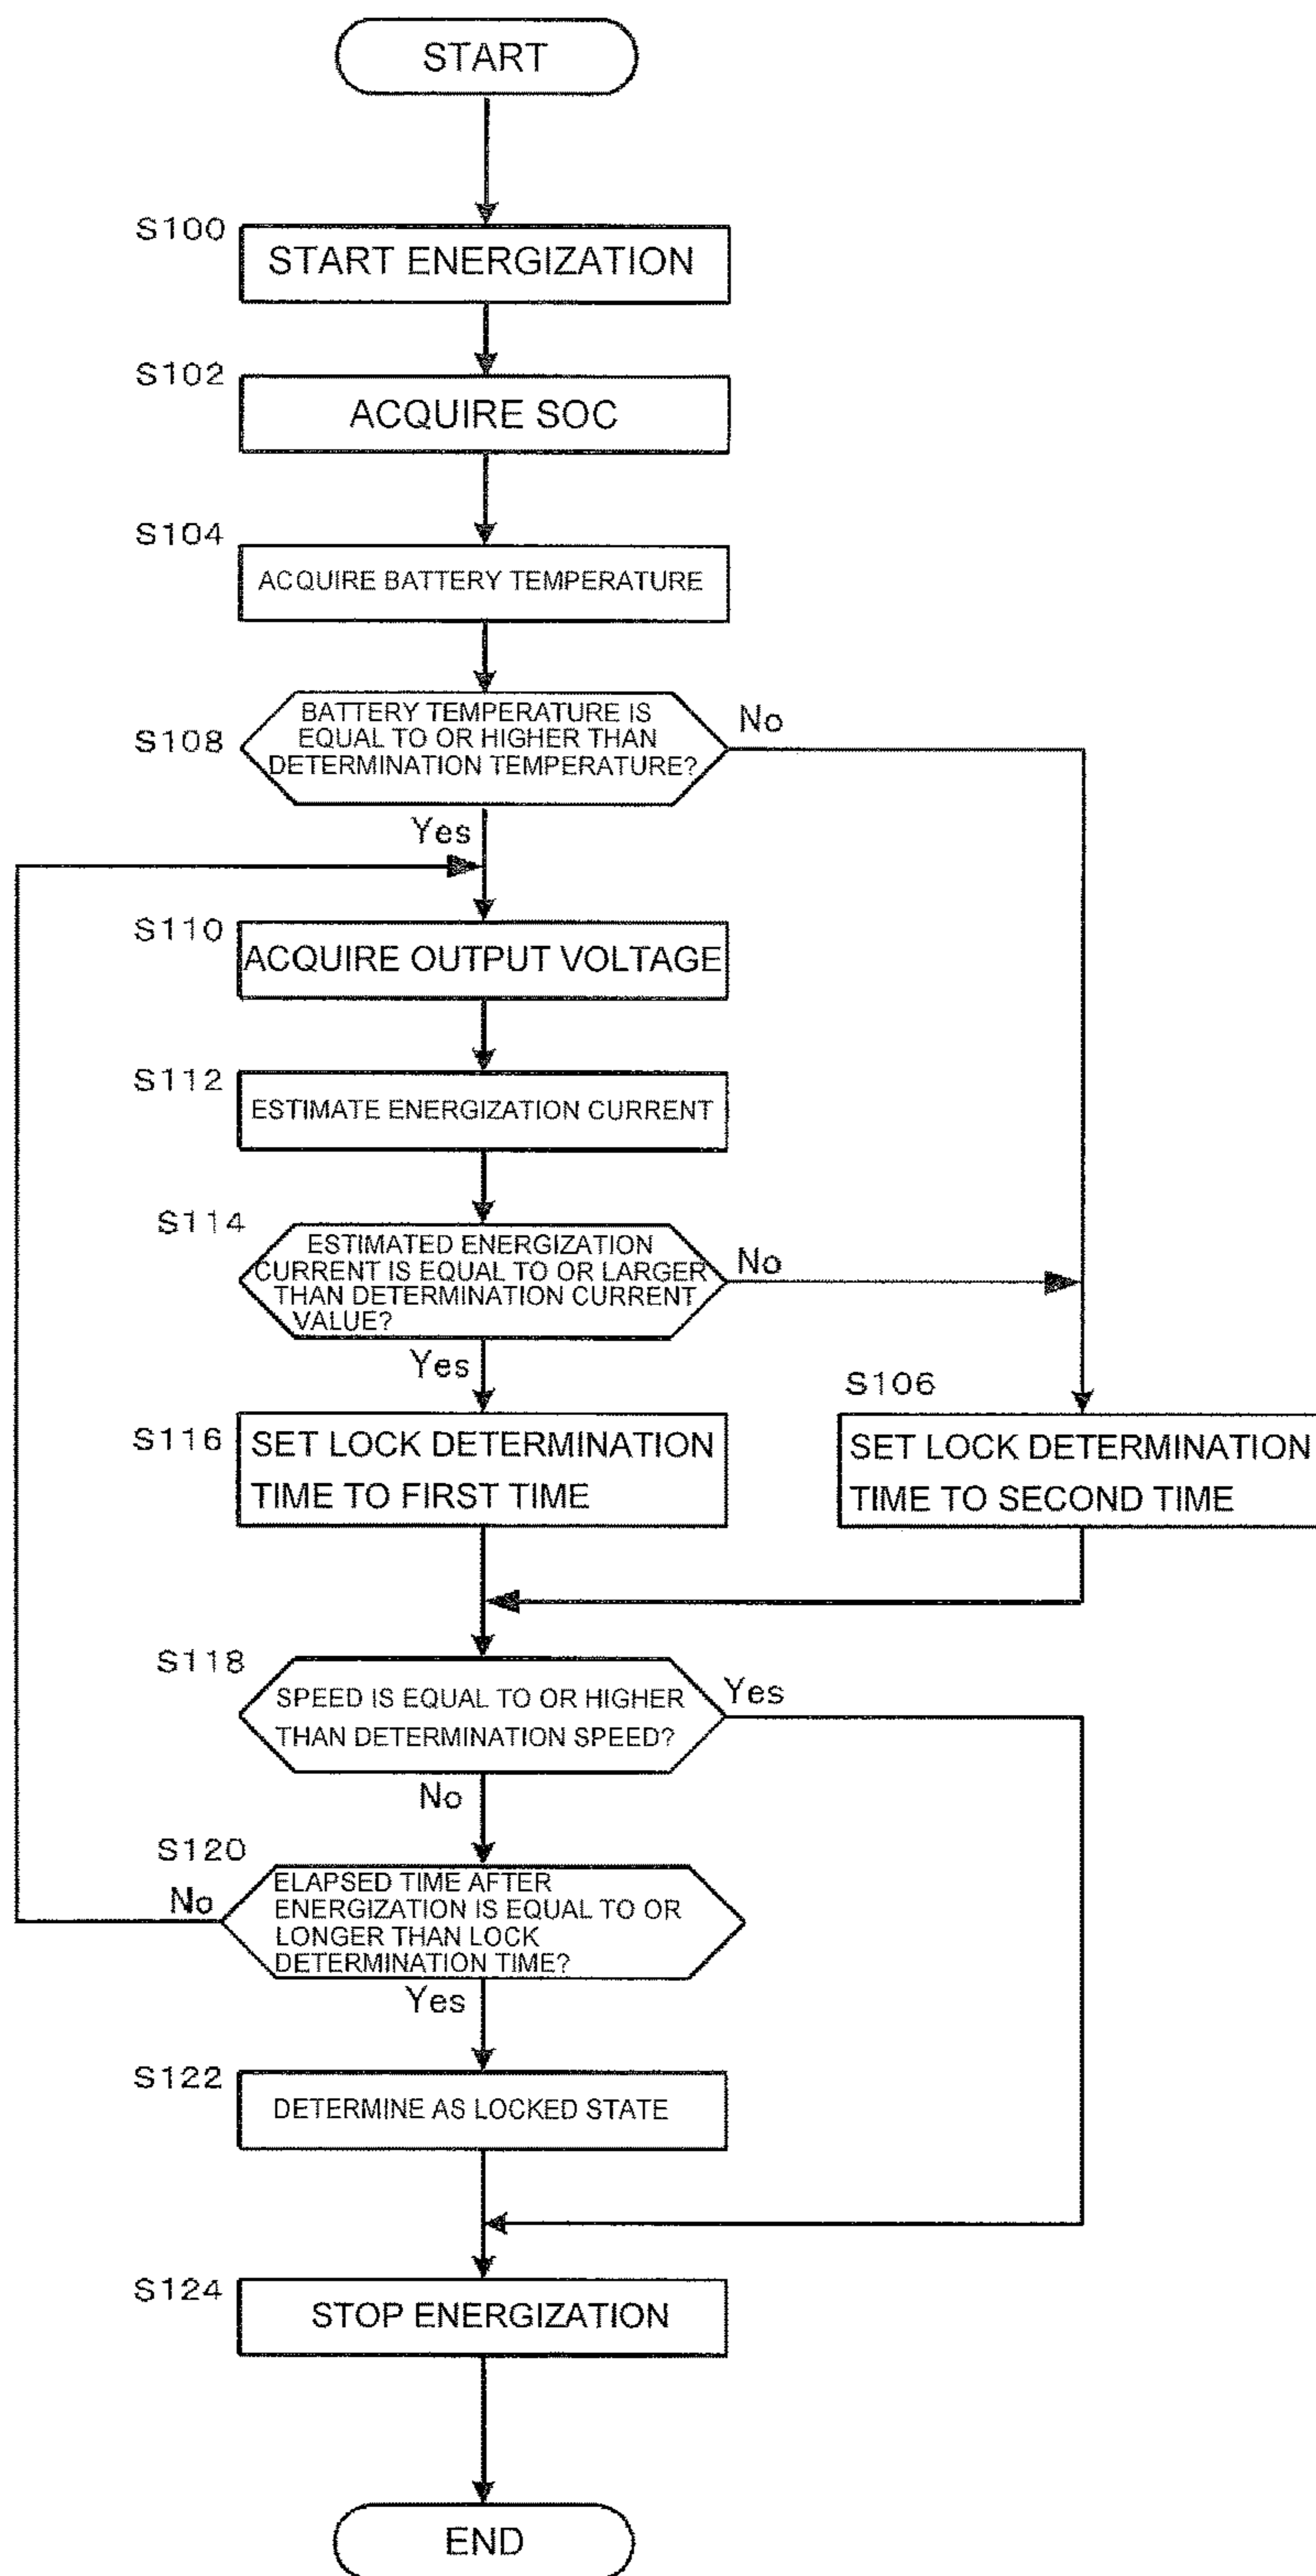 START
S100
START ENERGIZATION
S102
ACQUIRE SOC
S104
ACQUIRE BATTERY TEMPERATURE
S108
BATTERY TEMPERATURE IS
EQUAL TO OR HIGHER THAN
DETERMINATION TEMPERATURE?
No
Yes
S110
ACQUIRE OUTPUT VOLTAGE
S112
ESTIMATE ENERGIZATION CURRENT
S114
ESTIMATED ENERGIZATION
CURRENT IS EQUAL TO OR LARGER
THAN DETERMINATION CURRENT
VALUE?
No
Yes
S116
SET LOCK DETERMINATION
TIME TO FIRST TIME
S106
SET LOCK DETERMINATION
TIME TO SECOND TIME
S118
SPEED IS EQUAL TO OR HIGHER
THAN DETERMINATION SPEED?
Yes
No
S120
ELAPSED TIME AFTER
ENERGIZATION IS EQUAL TO OR
LONGER THAN LOCK
DETERMINATION TIME?
No
Yes
S122
DETERMINE AS LOCKED STATE
S124
STOP ENERGIZATION
END